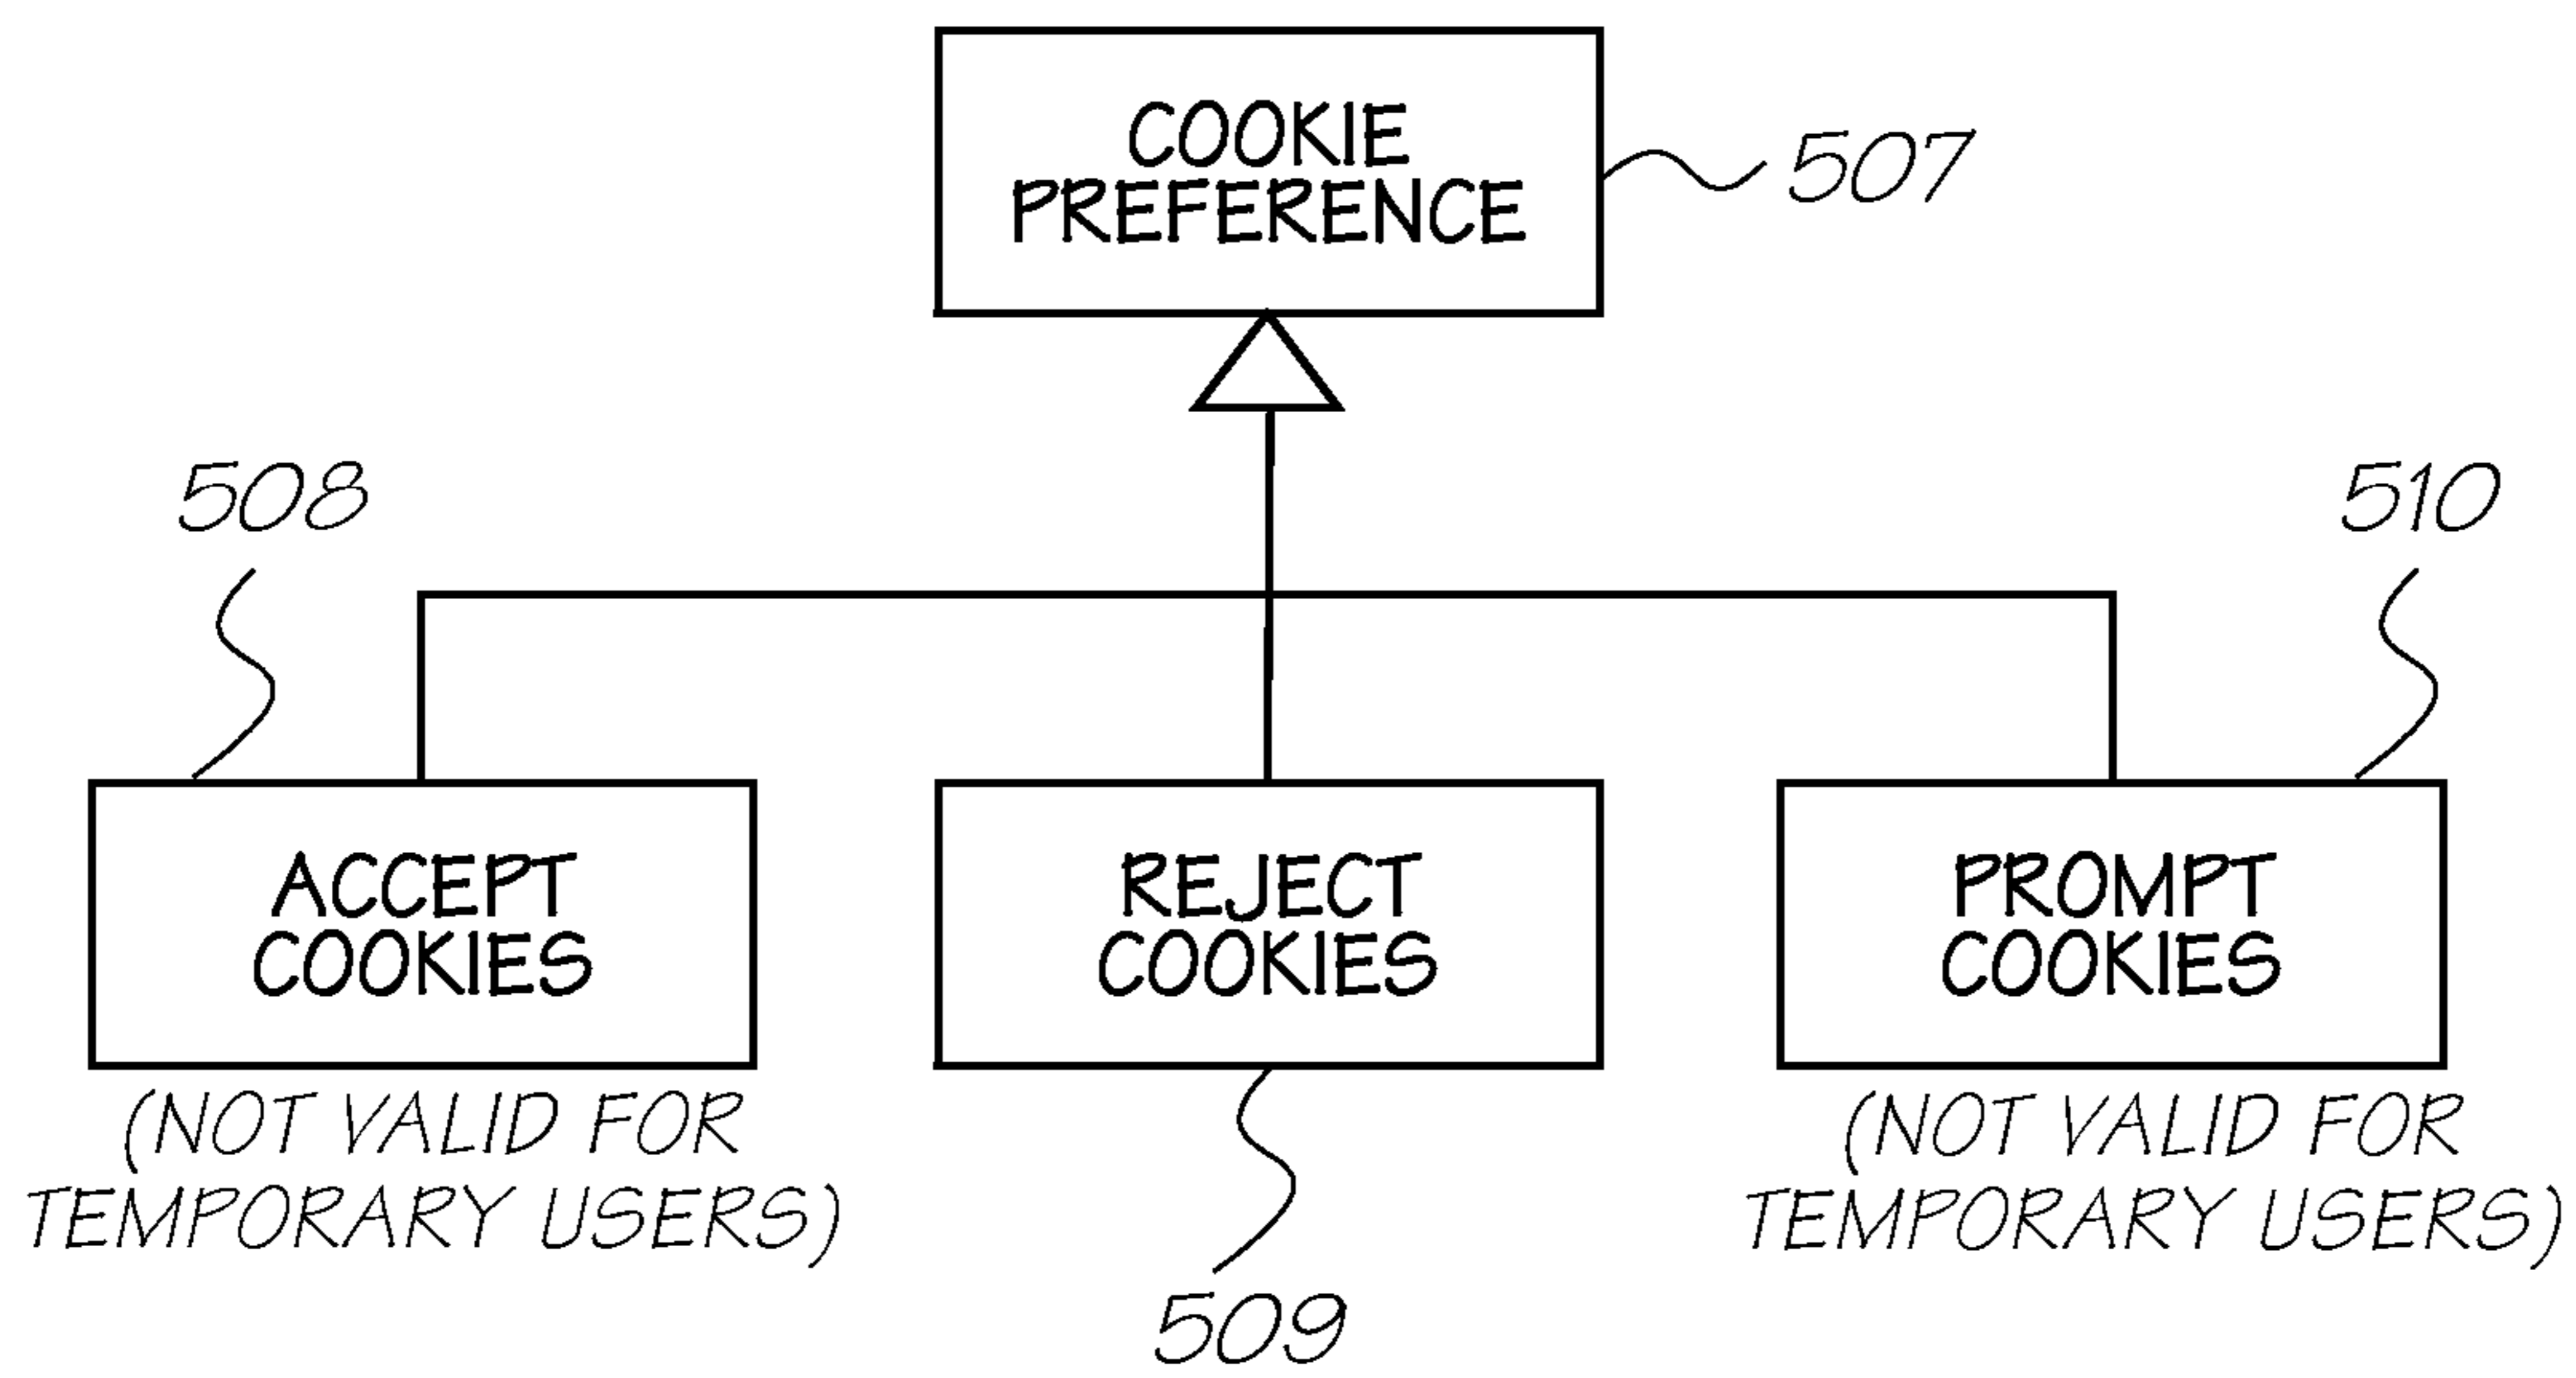 COOKIE
PREFERENCE
507
508
510
ACCEPT
COOKIES
REJECT
COOKIES
PROMPT
COOKIES
(NOT VALID FOR
TEMPORARY USERS)
(NOT VALID FOR
TEMPORARY USERS)
509